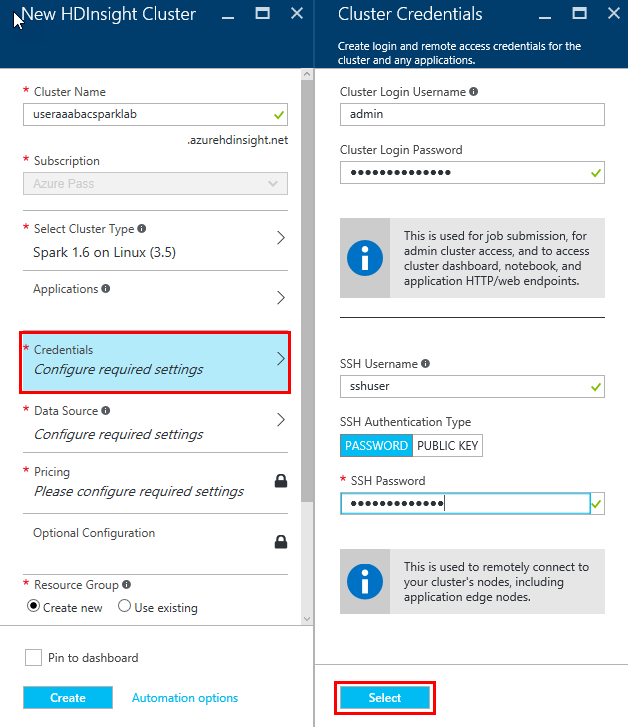 New HDInsight Cluster
* Cluster Name
useraaabacsparklab
.azurehdinsight.net
* Subscription
Azure Pass
* Select Cluster Type
Spark 1.6 on Linux (3.5)
Applications
* Credentials
Configure required settings
* Data Source
Configure required settings
* Pricing
Please configure required settings
Optional Configuration
* Resource Group
Create new Use existing
Pin to dashboard
Create Automation options
Cluster Credentials
Create login and remote access credentials for the
cluster and any applications.
Cluster Login Username
admin
Cluster Login Password
••••••••••••••
This is used for job submission, for
admin cluster access, and to access
cluster dashboard, notebook, and
application HTTP/web endpoints.
SSH Username
sshuser
SSH Authentication Type
PASSWORD PUBLIC KEY
* SSH Password
•••••••••••••
This is used to remotely connect to
your cluster's nodes, including
application edge nodes.
Select